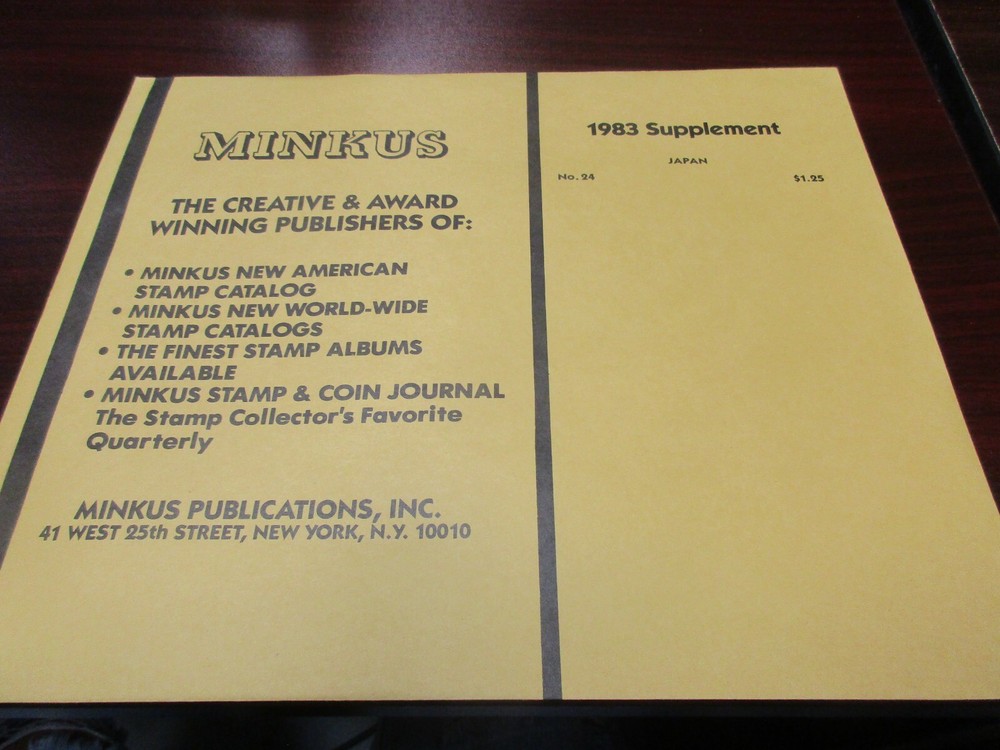 MINKUS
THE CREATIVE & AWARD
WINNING PUBLISHERS OF:
• MINKUS NEW AMERICAN
STAMP CATALOG
• MINKUS NEW WORLD-WIDE
STAMP CATALOGS
• THE FINEST STAMP ALBUMS
AVAILABLE
• MINKUS STAMP & COIN JOURNAL
The Stamp Collector's Favorite
Quarterly
MINKUS PUBLICATIONS, INC.
41 WEST 25th STREET, NEW YORK, N.Y. 10010
1983 Supplement
JAPAN
No. 24 $1.25